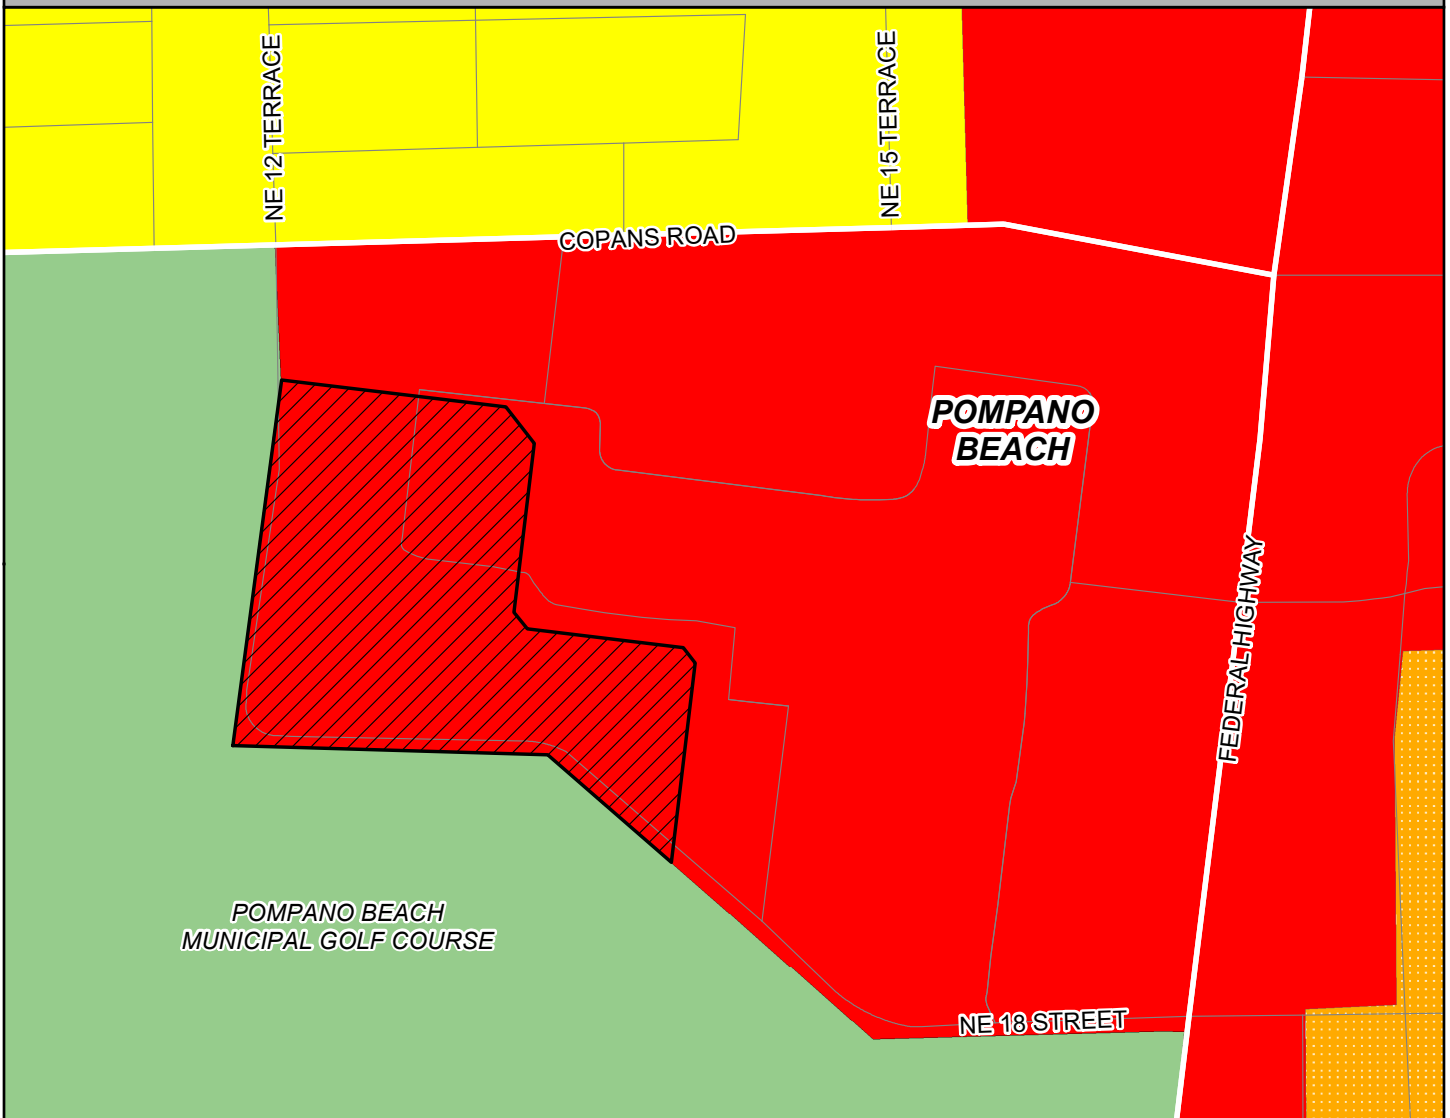 NE 12 TERRACE
NE 15 TERRACE
COPANS ROAD
POMPANO
BEACH
FEDERAL HIGHWAY
POMPANO BEACH
MUNICIPAL GOLF COURSE
NE 18 STREET